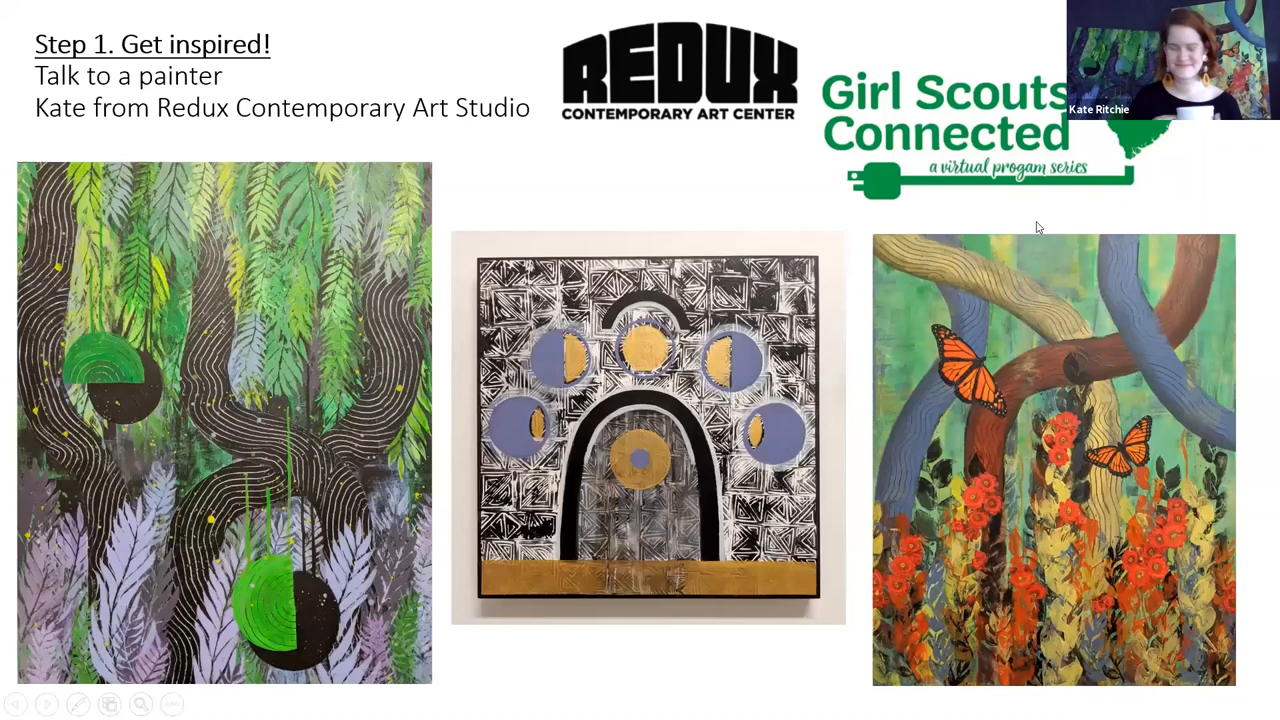 Step 1. Get inspired!
Talk to a painter
Kate from Redux Contemporary Art Studio
REDUX
CONTEMPORARY ART CENTER
Girl Scouts
Connected
a virtual progam series
Kate Ritchie